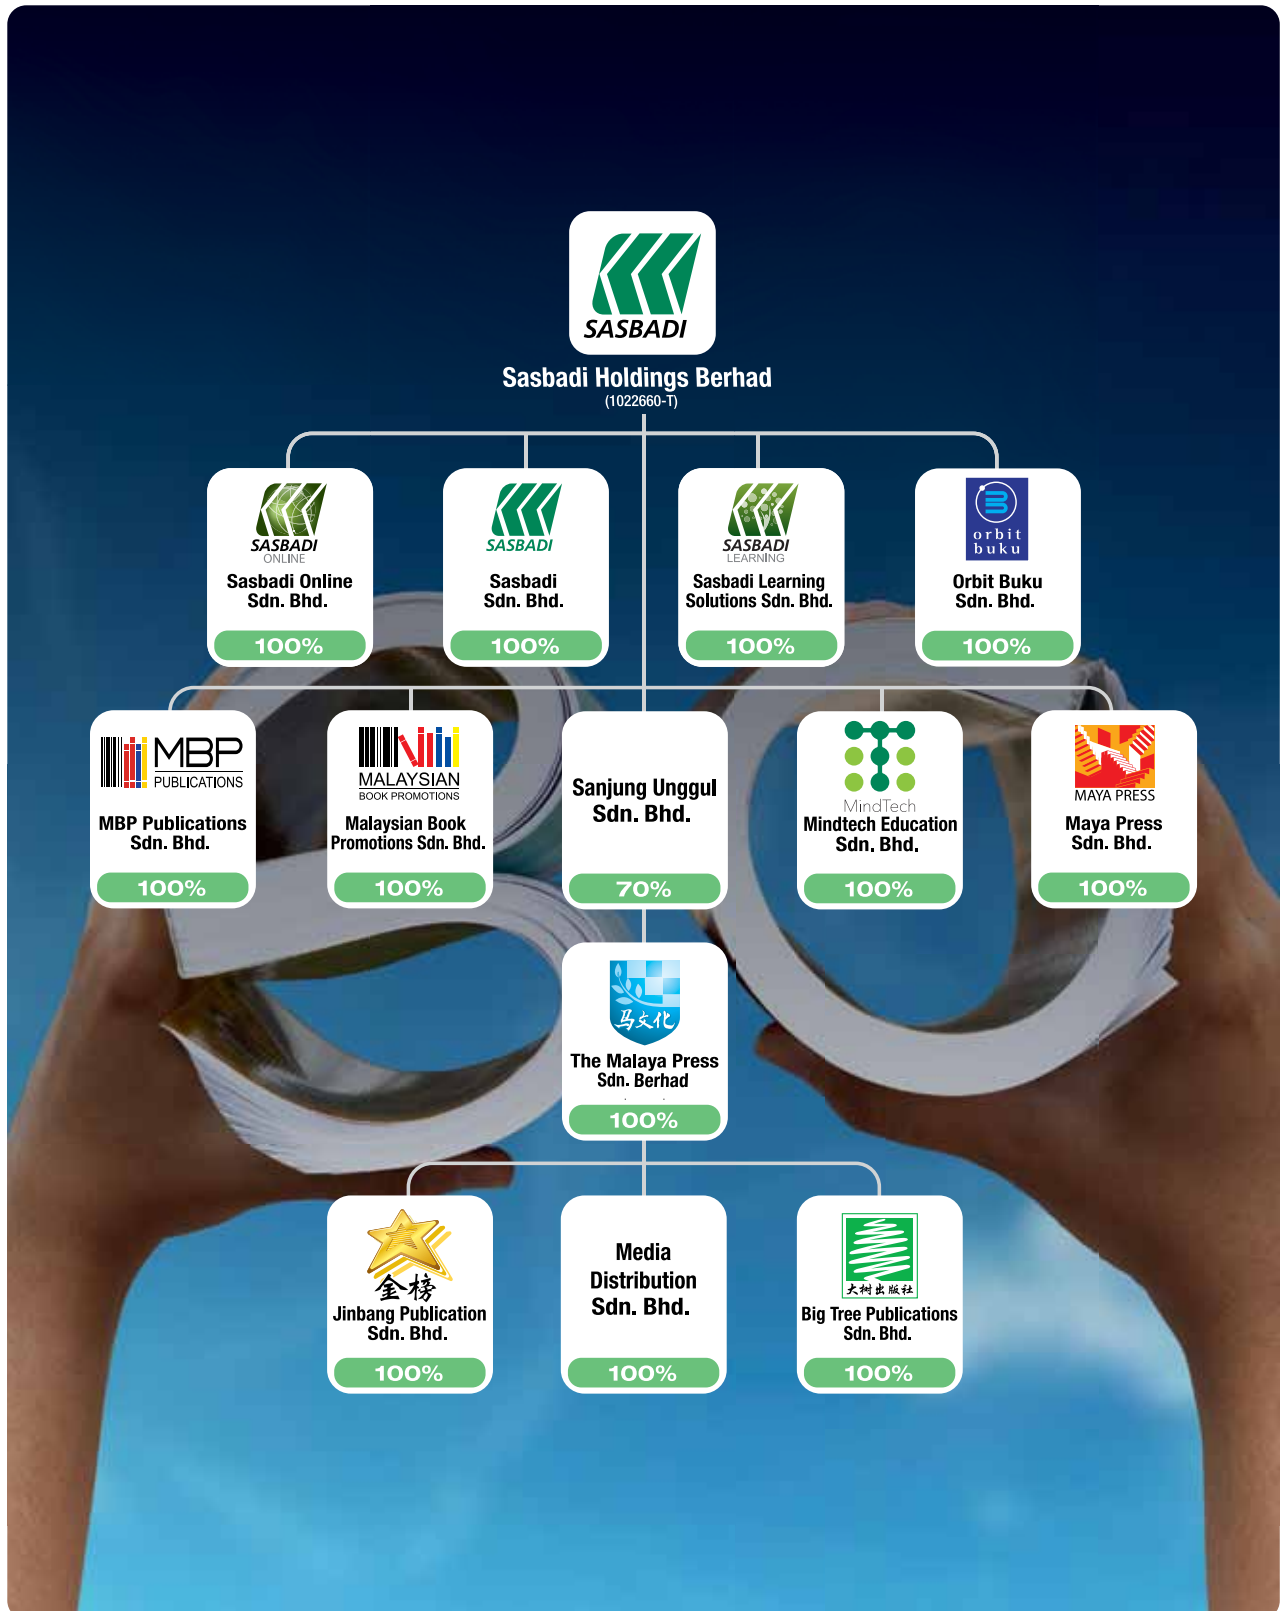 SASBADI
Sasbadi Holdings Berhad
(1022660-T)
SASBADI
ONLINE
Sasbadi Online
Sdn. Bhd.
100%
SASBADI
Sasbadi
Sdn. Bhd.
100%
SASBADI
LEARNING
Sasbadi Learning
Solutions Sdn. Bhd.
100%
orbit
buku
Orbit Buku
Sdn. Bhd.
100%
MBP
PUBLICATIONS
MBP Publications
Sdn. Bhd.
100%
MALAYSIAN
BOOK PROMOTIONS
Malaysian Book
Promotions Sdn. Bhd.
100%
Sanjung Unggul
Sdn. Bhd.
70%
MindTech
Mindtech Education
Sdn. Bhd.
100%
MAYA PRESS
Maya Press
Sdn. Bhd.
100%
马文化
The Malaya Press
Sdn. Berhad
100%
金榜
Jinbang Publication
Sdn. Bhd.
100%
Media
Distribution
Sdn. Bhd.
100%
大树出版社
Big Tree Publications
Sdn. Bhd.
100%